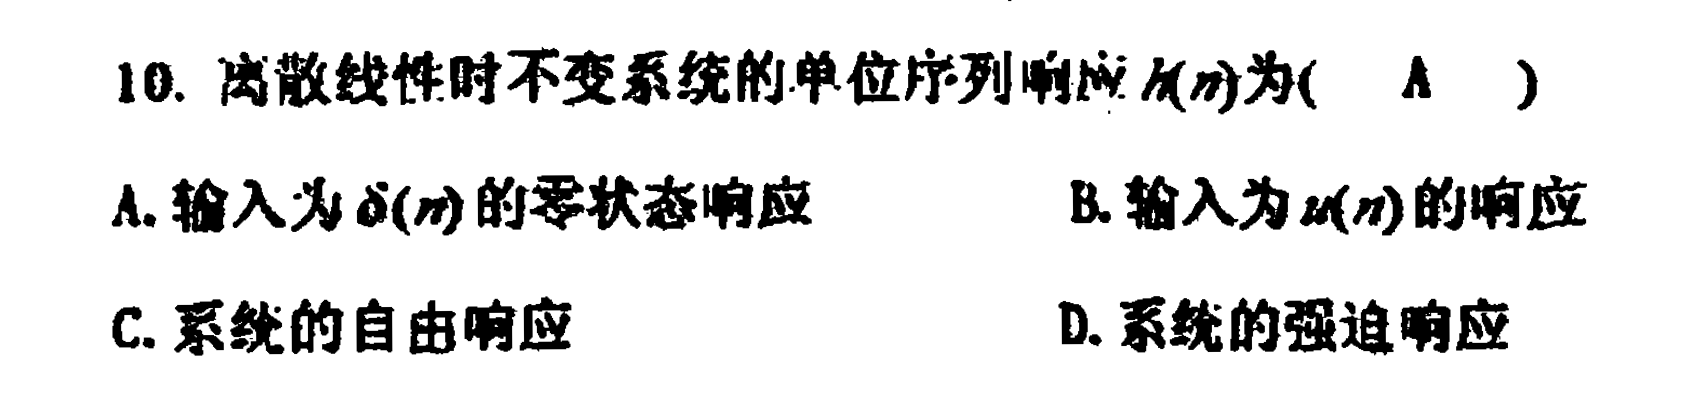 10. 离散线性时不变系统的单位序列响应 h(n)为( A )
A. 输入为 δ(n) 的零状态响应 B. 输入为 u(n) 的响应
C. 系统的自由响应 D. 系统的强迫响应